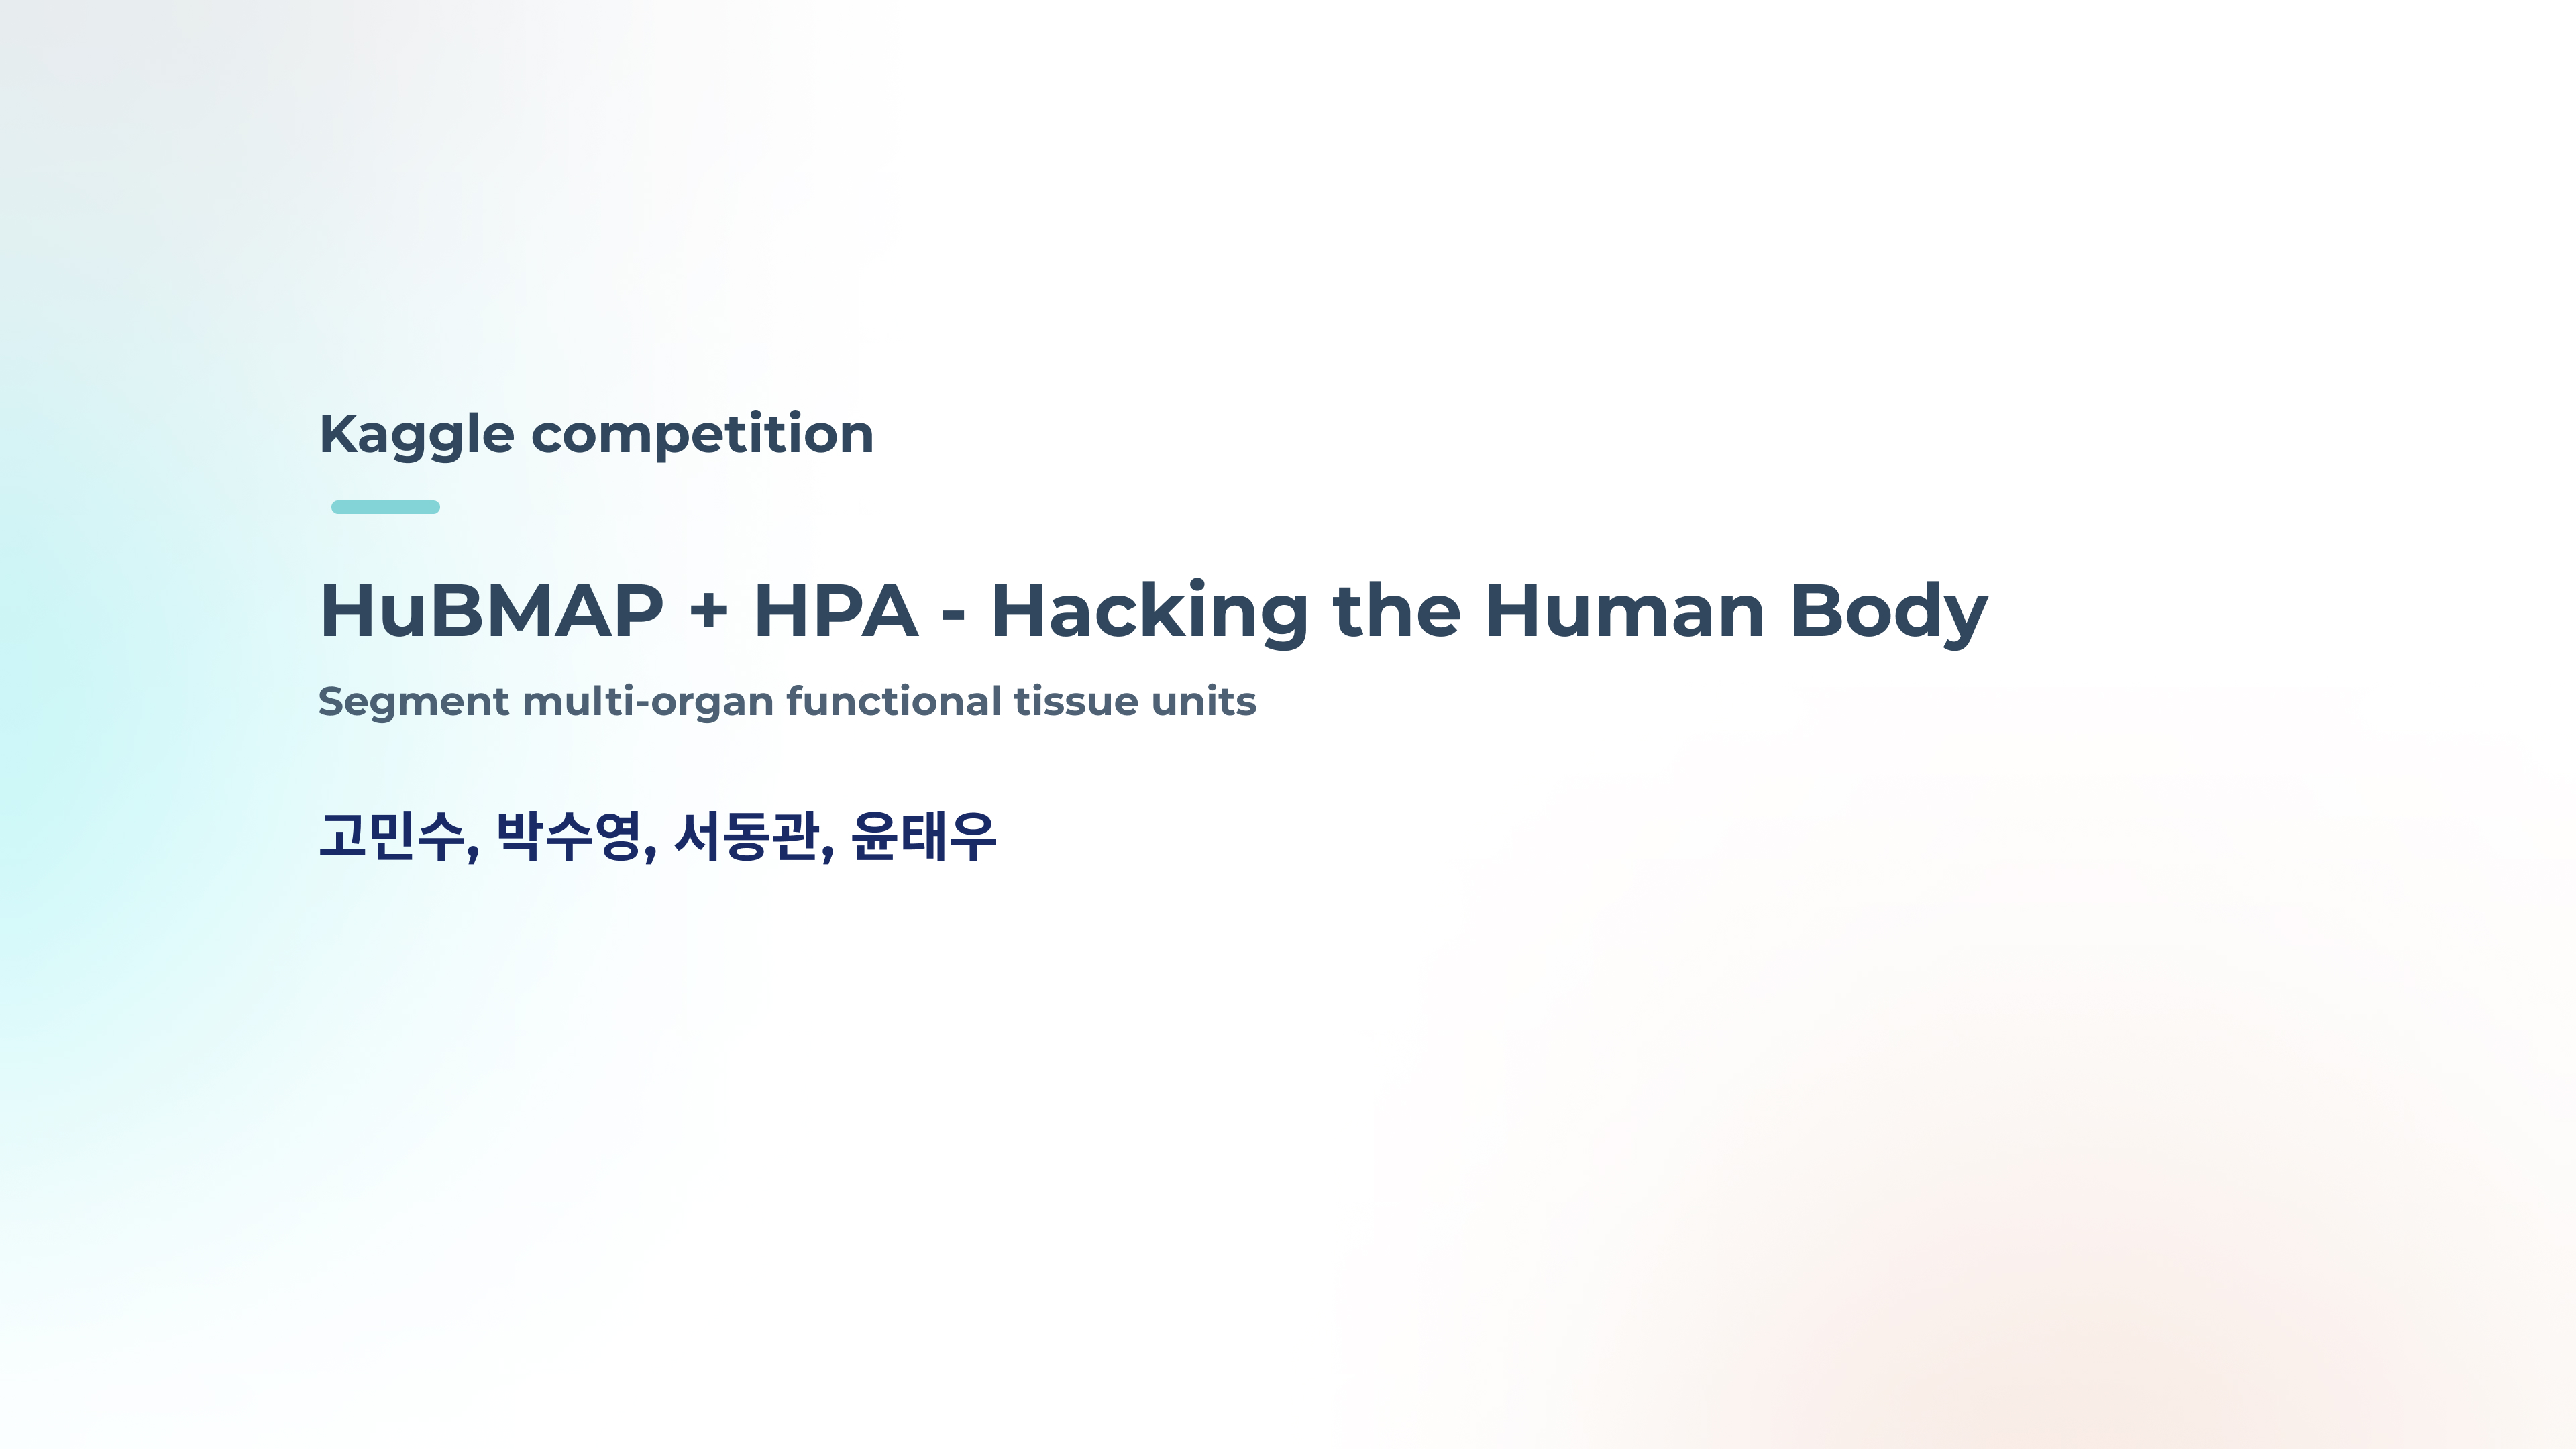 Kaggle competition
HuBMAP + HPA - Hacking the Human Body
Segment multi-organ functional tissue units
고민수, 박수영, 서동관, 윤태우